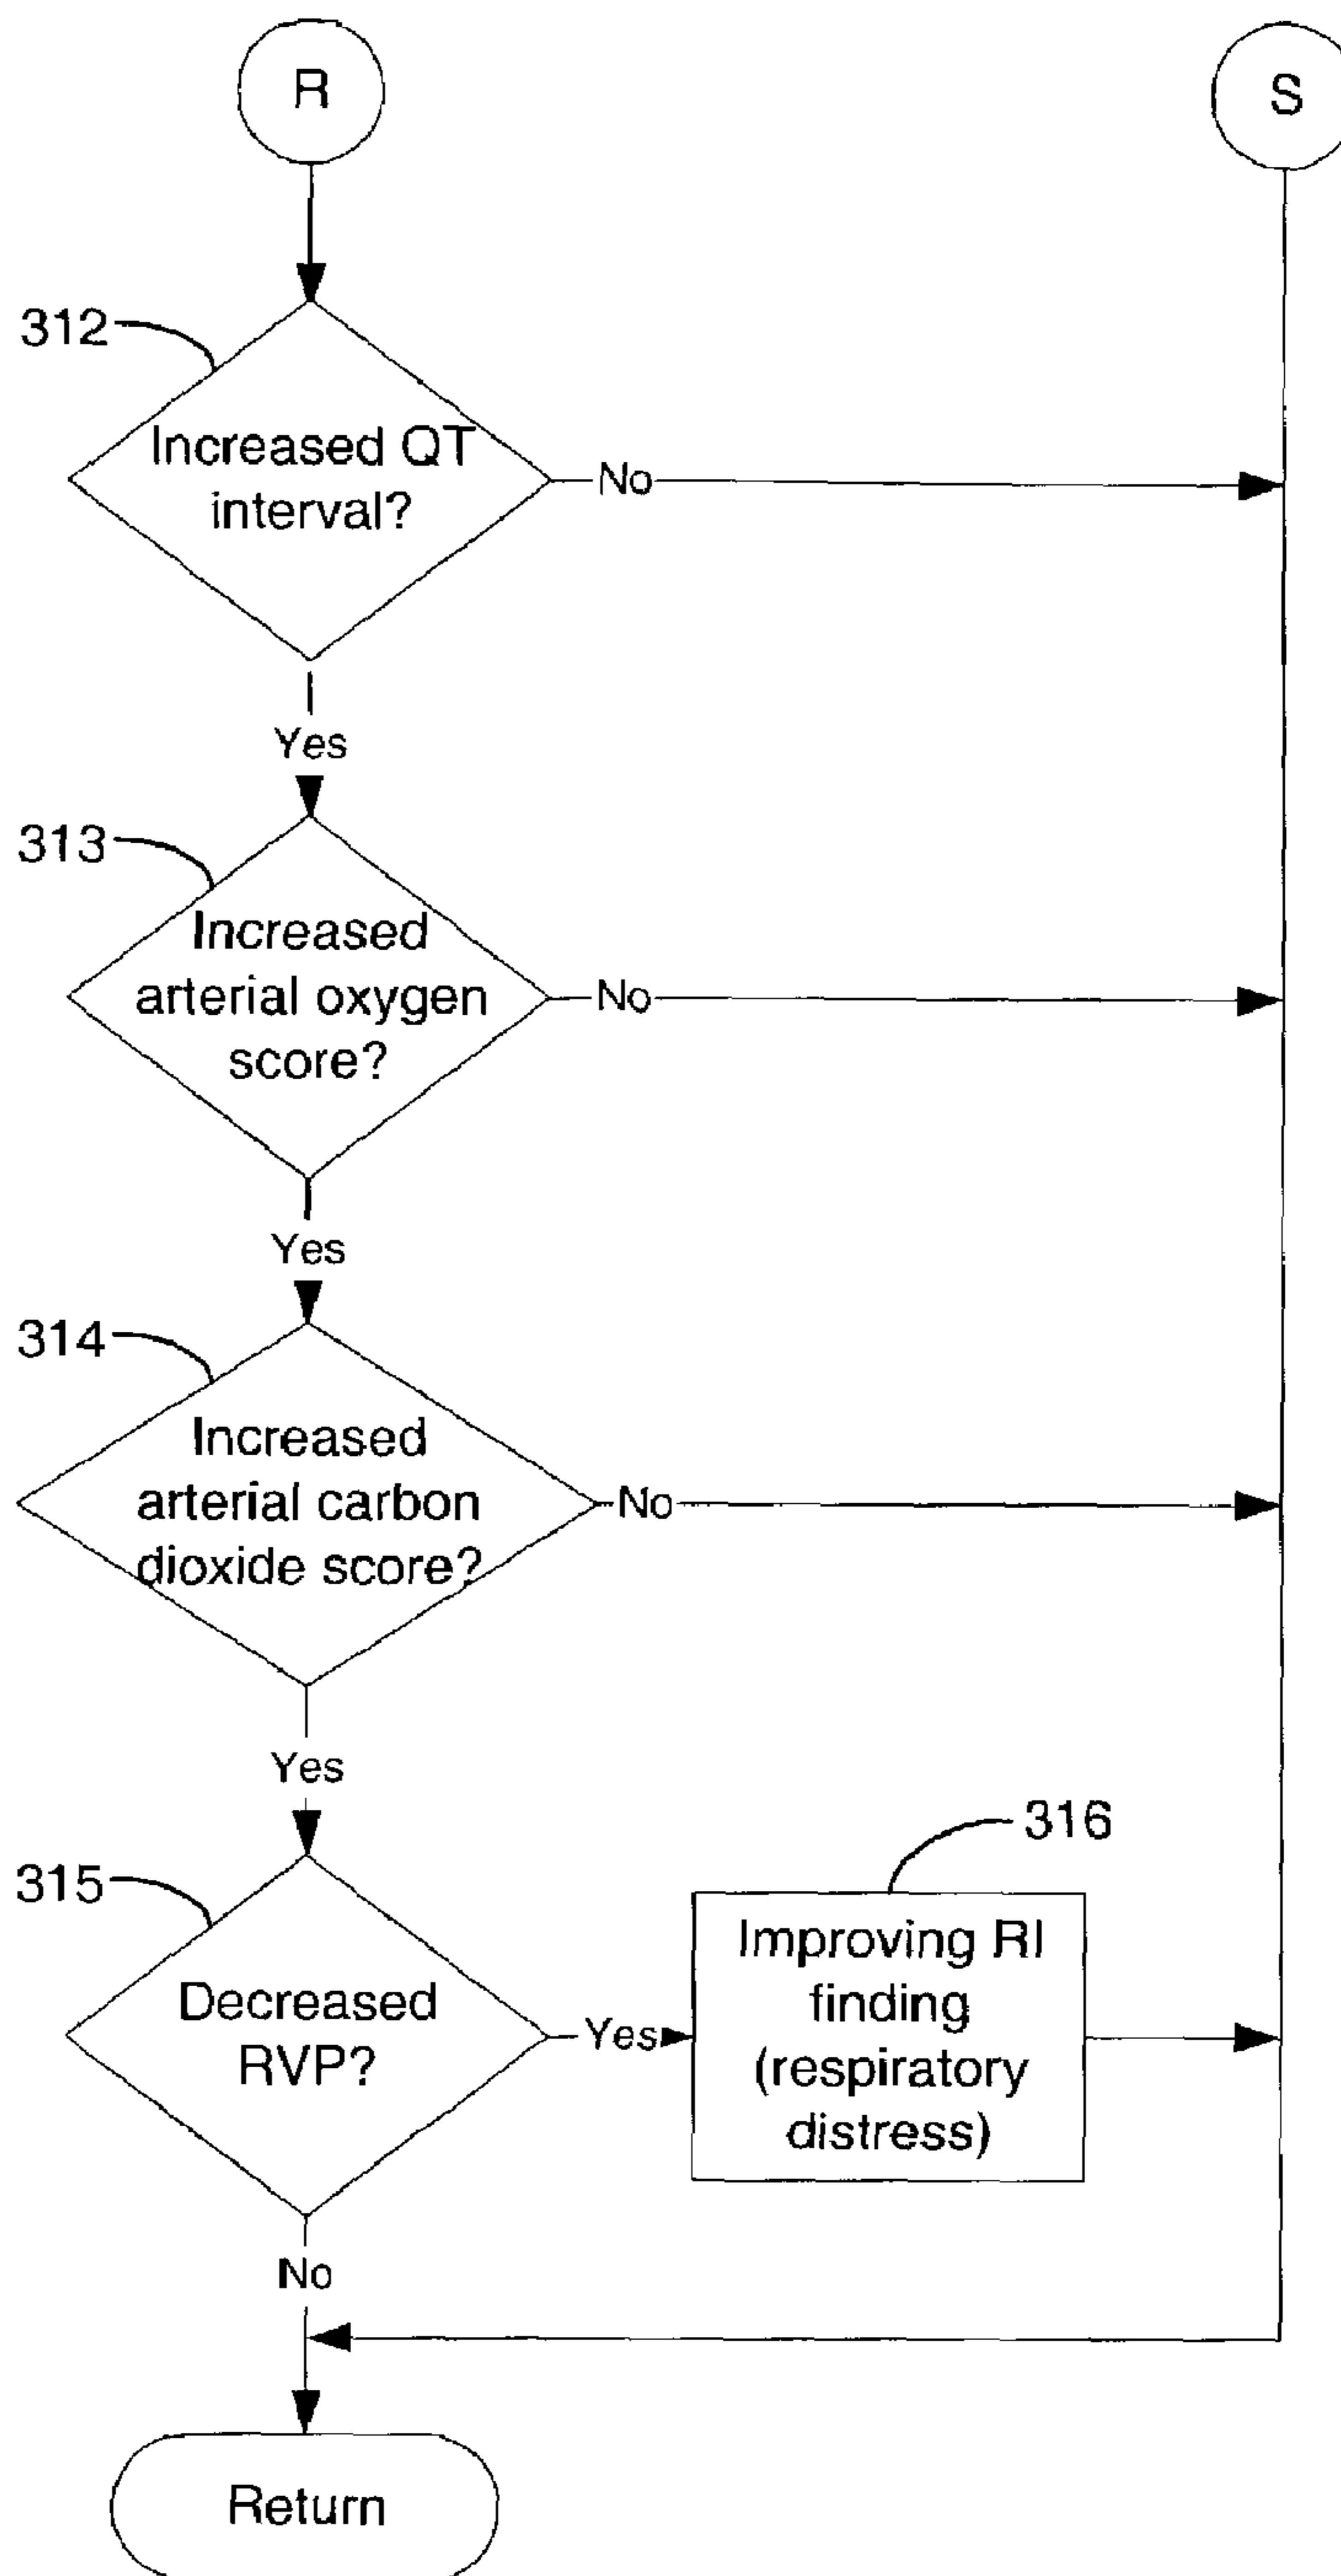 R
S
312
Increased QT
interval?
No
Yes
313
Increased
arterial oxygen
score?
No
Yes
314
Increased
arterial carbon
dioxide score?
No
Yes
315
Decreased
RVP?
Yes
316
Improving RI
finding
(respiratory
distress)
No
Return